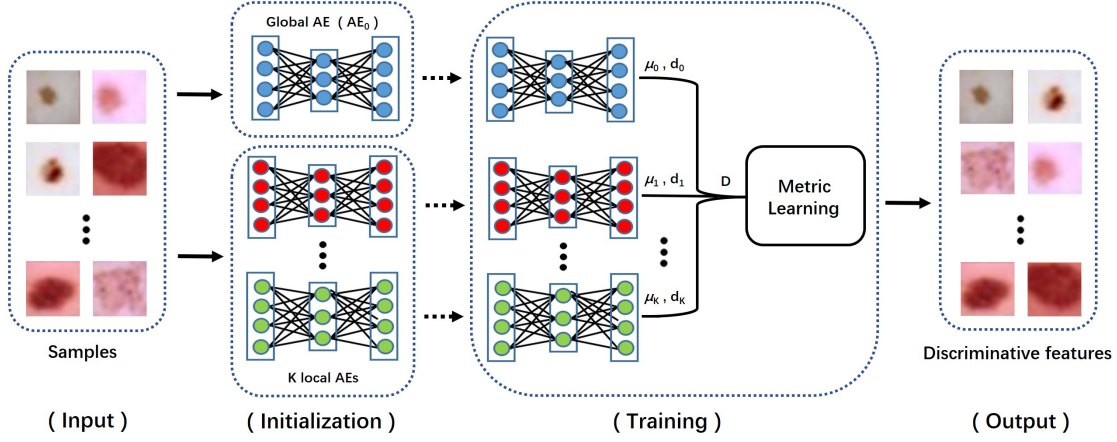 Global AE ( AE₀ )
μ₀ , d₀
μ₁ , d₁
D
Metric
Learning
μK , dK
Samples
K local AEs
Discriminative features
( Input )
( Initialization )
( Training )
( Output )